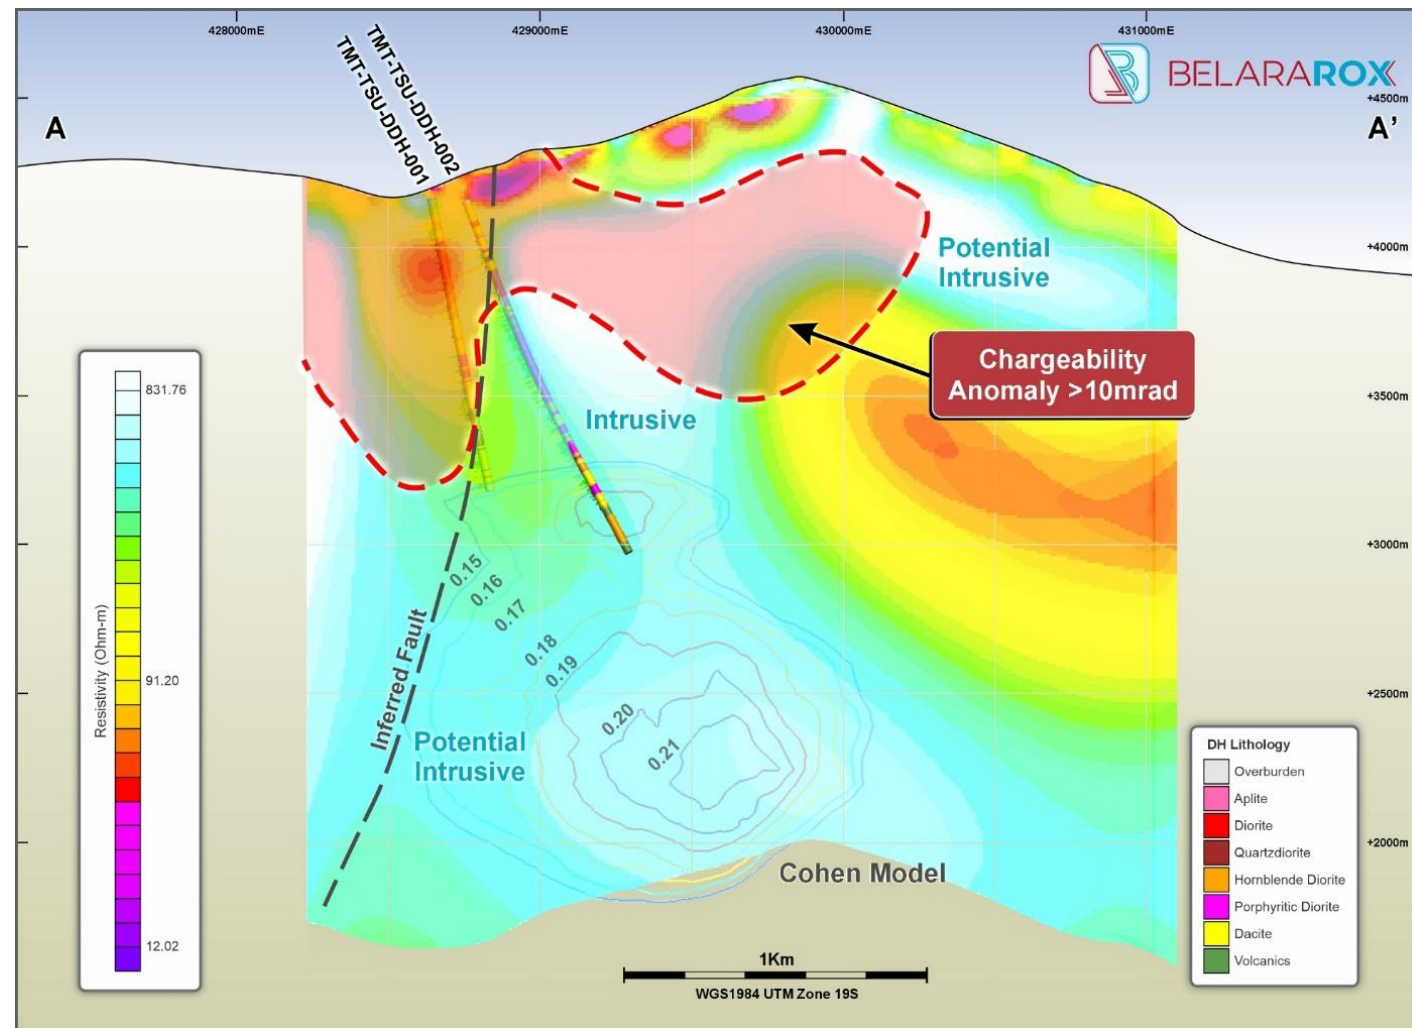 428000mE
429000mE
430000mE
431000mE
BELARAROX
TMT-TSU-DDH-002
TMT-TSU-DDH-001
+4500m
A
A'
+4000m
Potential
Intrusive
Chargeability
Anomaly >10mrad
831.76
+3500m
Intrusive
+3000m
0.15
0.16
0.17
0.18
0.19
0.20
0.21
Inferred Fault
Resistivity (Ohm-m)
91.20
+2500m
Potential
Intrusive
DH Lithology
Overburden
Aplite
Diorite
Quartzdiorite
Hornblende Diorite
Porphyritic Diorite
Dacite
Volcanics
+2000m
Cohen Model
12.02
1Km
WGS1984 UTM Zone 19S